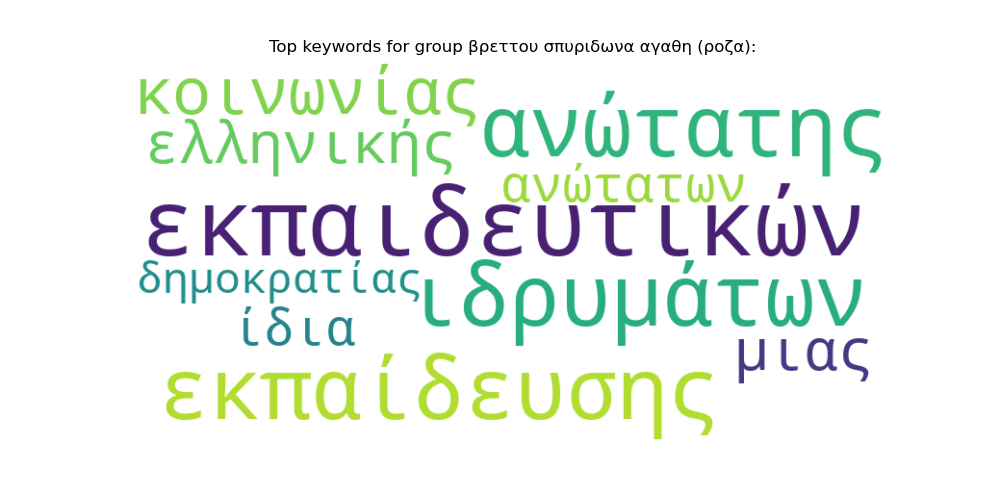 Top keywords for group βρεττου σπυριδωνα αγαθη (ροζα):
κοινωνίας
ανώτατης
ελληνικής
ανώτατων
εκπαιδευτικών
δημοκρατίας
ιδρυμάτων
ίδια
μιας
εκπαίδευσης